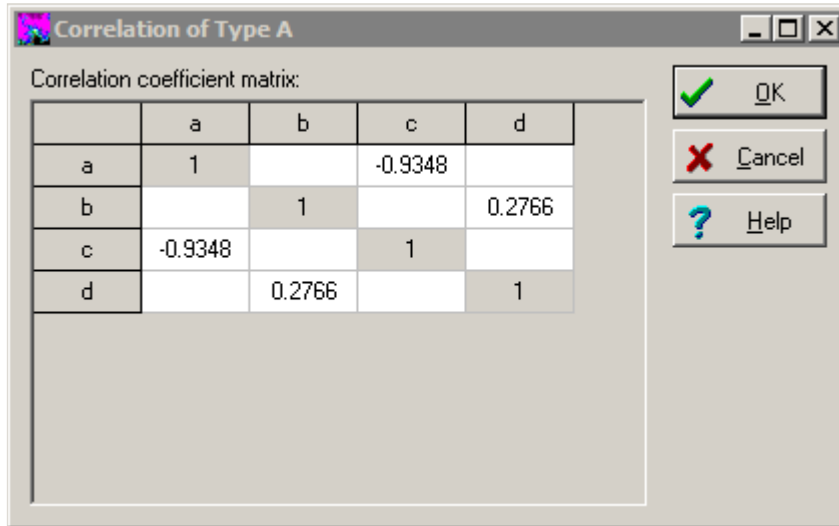 Correlation of Type A
Correlation coefficient matrix:
a b c d
a 1 -0.9348
b 1 0.2766
c -0.9348 1
d 0.2766 1
OK
Cancel
Help